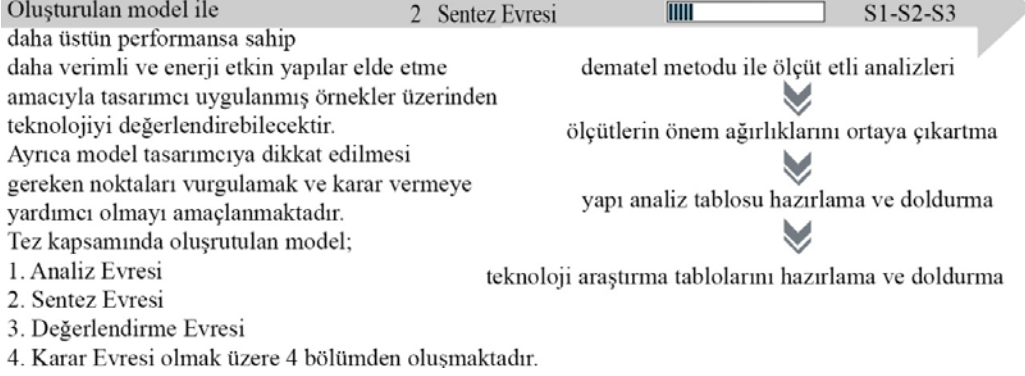 Oluşturulan model ile
daha üstün performansa sahip
daha verimli ve enerji etkin yapılar elde etme
amacıyla tasarımcı uygulanmış örnekler üzerinden
teknolojiyi değerlendirebilecektir.
Ayrıca model tasarımcıya dikkat edilmesi
gereken noktaları vurgulamak ve karar vermeye
yardımcı olmayı amaçlanmaktadır.
Tez kapsamında oluşrutulan model;
1. Analiz Evresi
2. Sentez Evresi
3. Değerlendirme Evresi
4. Karar Evresi olmak üzere 4 bölümden oluşmaktadır.
2 Sentez Evresi
S1-S2-S3
dematel metodu ile ölçüt etli analizleri
ölçütlerin önem ağırlıklarını ortaya çıkartma
yapı analiz tablosu hazırlama ve doldurma
teknoloji araştırma tablolarını hazırlama ve doldurma